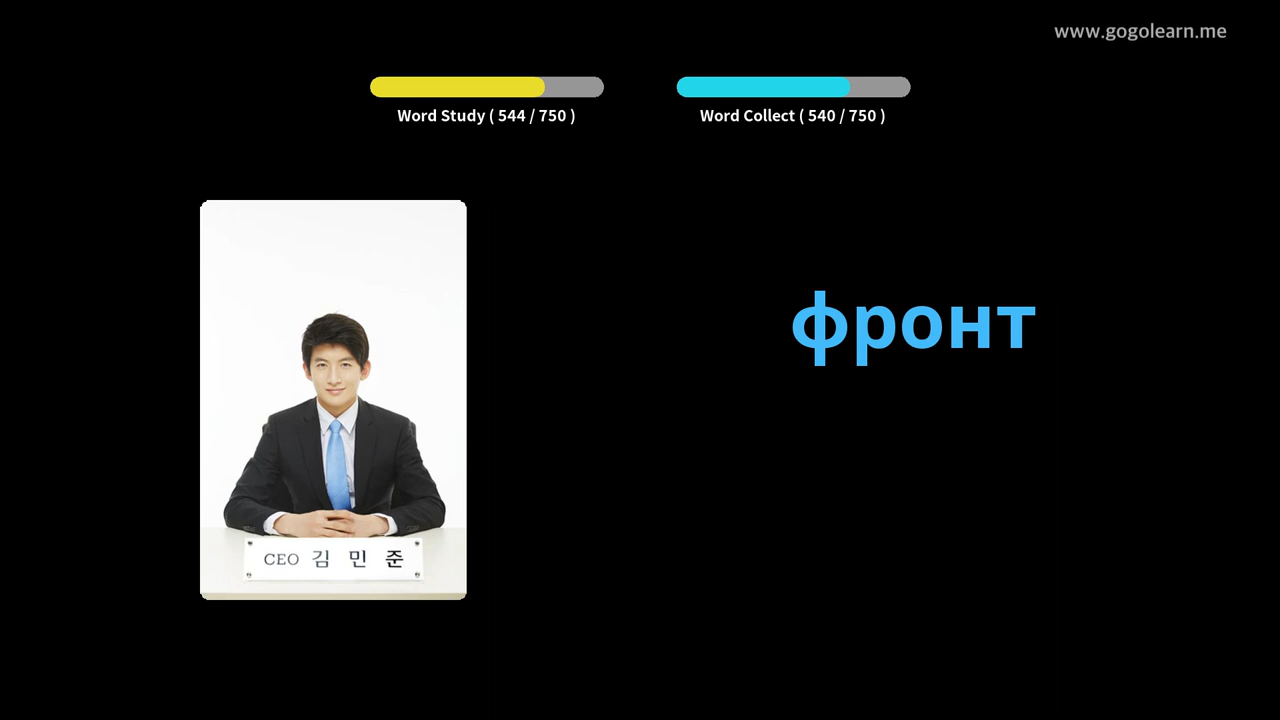 www.gogolearn.me
Word Study ( 544 / 750 )
Word Collect ( 540 / 750 )
фронт
CEO 김 민 준